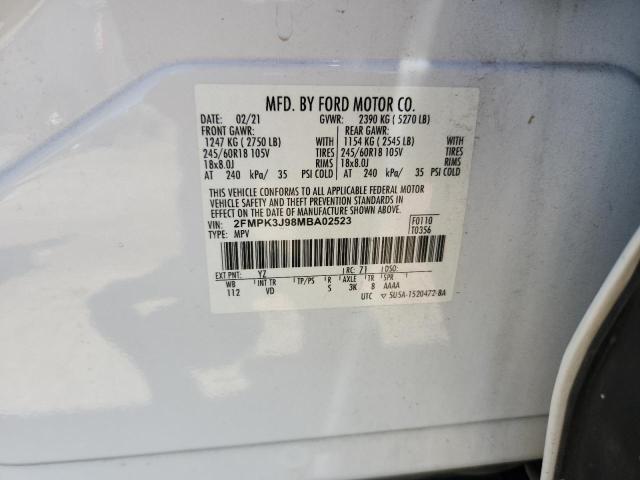 MFD. BY FORD MOTOR CO.
DATE: 02/21 GVWR: 2390 KG ( 5270 LB)
FRONT GAWR: REAR GAWR:
1247 KG ( 2750 LB) WITH 1154 KG ( 2545 LB) WITH
245/60R18 105V TIRES 245/60R18 105V TIRES
18x8.0J RIMS 18x8.0J RIMS
AT 240 kPa/ 35 PSI COLD AT 240 kPa/ 35 PSI COLD
THIS VEHICLE CONFORMS TO ALL APPLICABLE FEDERAL MOTOR
VEHICLE SAFETY AND THEFT PREVENTION STANDARDS IN
EFFECT ON THE DATE OF MANUFACTURE SHOWN ABOVE.
VIN: 2FMPK3J98MBA02523 F0110
TYPE: MPV T0356
EXT PNT: YZ RC: 71 DSO:
WB INT TR TP/PS R AXLE TR SPR
112 VD S 3K 8 AAAA
UTC ▽ 5U5A-1520472-BA